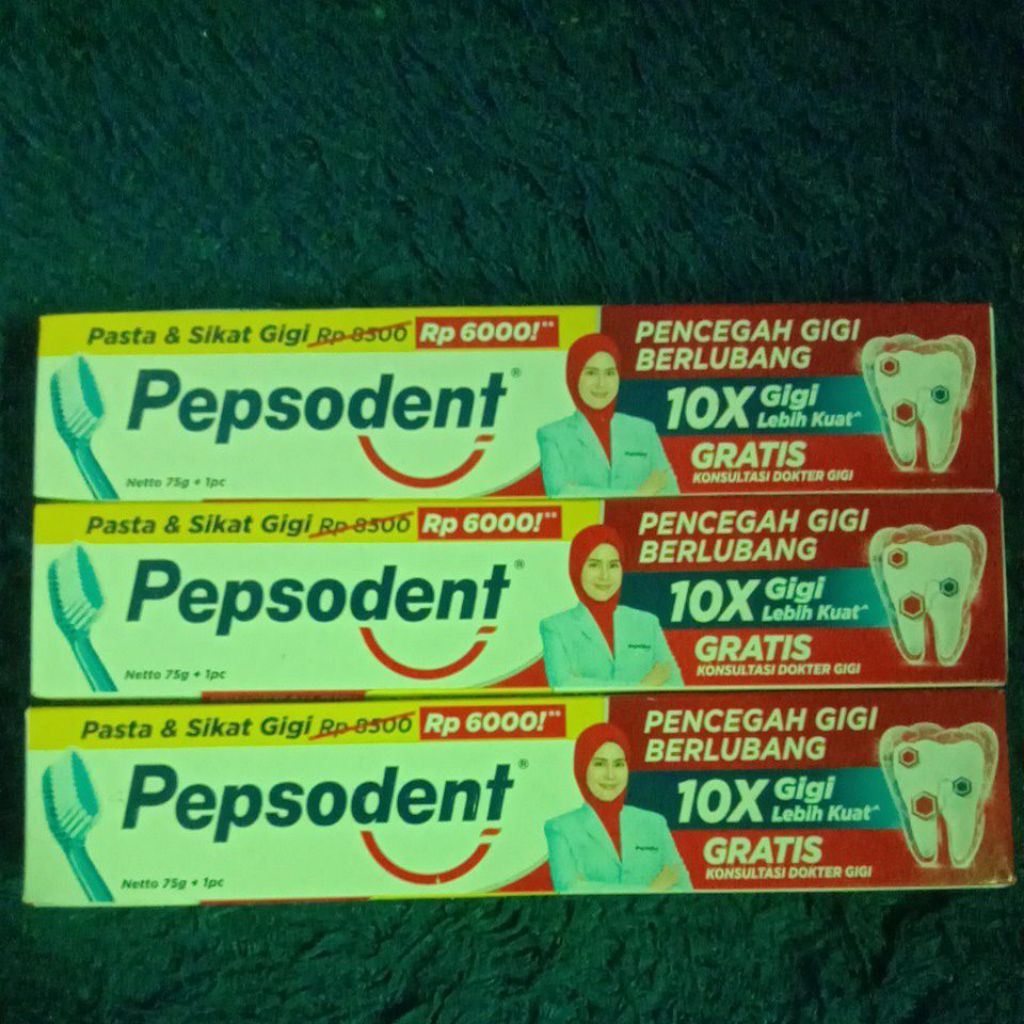 Pasta & Sikat Gigi Rp 8500 Rp 6000!**
Pepsodent®
Netto 75g + 1pc
PENCEGAH GIGI
BERLUBANG
10X Gigi
Lebih Kuat^
GRATIS
KONSULTASI DOKTER GIGI
Pasta & Sikat Gigi Rp 8500 Rp 6000!**
Pepsodent®
Netto 75g + 1pc
PENCEGAH GIGI
BERLUBANG
10X Gigi
Lebih Kuat^
GRATIS
KONSULTASI DOKTER GIGI
Pasta & Sikat Gigi Rp 8500 Rp 6000!**
Pepsodent®
Netto 75g + 1pc
PENCEGAH GIGI
BERLUBANG
10X Gigi
Lebih Kuat^
GRATIS
KONSULTASI DOKTER GIGI